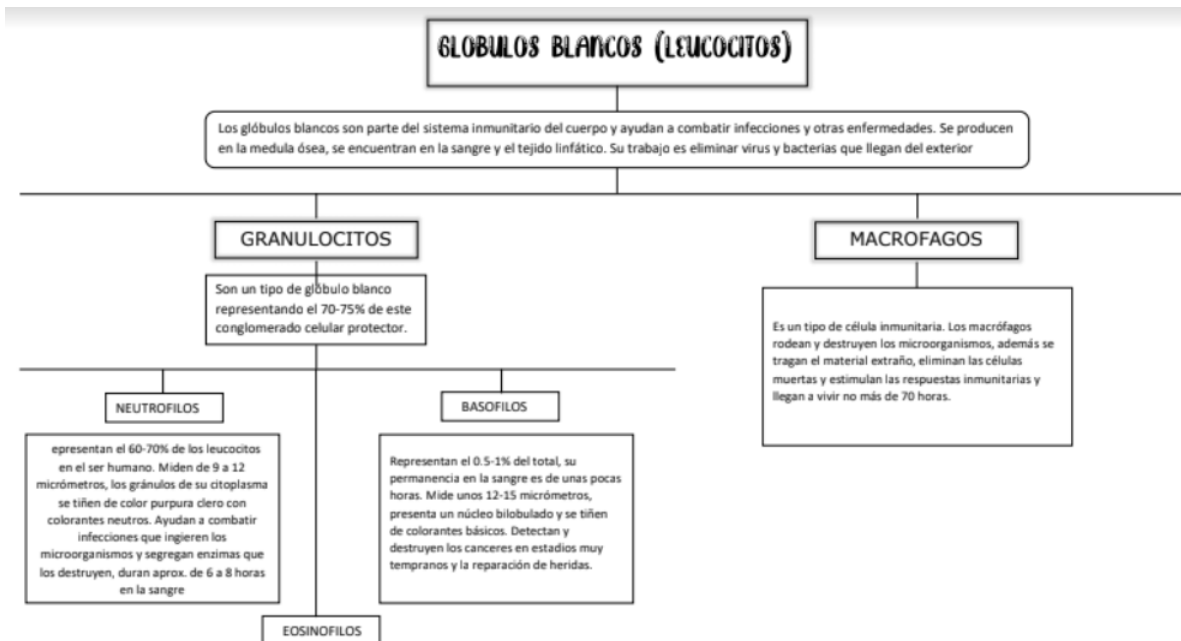 GLOBULOS BLANCOS (LEUCOCITOS)
Los glóbulos blancos son parte del sistema inmunitario del cuerpo y ayudan a combatir infecciones y otras enfermedades. Se producen
en la medula ósea, se encuentran en la sangre y el tejido linfático. Su trabajo es eliminar virus y bacterias que llegan del exterior
GRANULOCITOS
Son un tipo de glóbulo blanco
representando el 70-75% de este
conglomerado celular protector.
NEUTROFILOS
epresentan el 60-70% de los leucocitos
en el ser humano. Miden de 9 a 12
micrómetros, los gránulos de su citoplasma
se tiñen de color purpura clero con
colorantes neutros. Ayudan a combatir
infecciones que ingieren los
microorganismos y segregan enzimas que
los destruyen, duran aprox. de 6 a 8 horas
en la sangre
BASOFILOS
Representan el 0.5-1% del total, su
permanencia en la sangre es de unas pocas
horas. Mide unos 12-15 micrómetros,
presenta un núcleo bilobulado y se tiñen
de colorantes básicos. Detectan y
destruyen los canceres en estadios muy
tempranos y la reparación de heridas.
EOSINOFILOS
MACROFAGOS
Es un tipo de célula inmunitaria. Los macrófagos
rodean y destruyen los microorganismos, además se
tragan el material extraño, eliminan las células
muertas y estimulan las respuestas inmunitarias y
llegan a vivir no más de 70 horas.